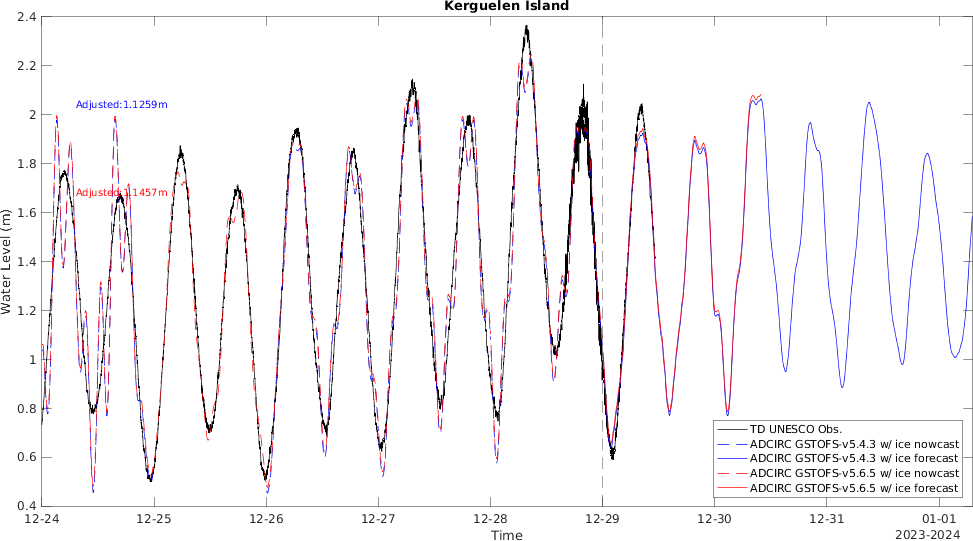 Kerguelen Island
2.4
2.2
2
1.8
1.6
1.4
1.2
1
0.8
0.6
0.4
Water Level (m)
Adjusted:1.1259m
Adjusted:1.1457m
TD UNESCO Obs.
ADCIRC GSTOFS-v5.4.3 w/ ice nowcast
ADCIRC GSTOFS-v5.4.3 w/ ice forecast
ADCIRC GSTOFS-v5.6.5 w/ ice nowcast
ADCIRC GSTOFS-v5.6.5 w/ ice forecast
12-24 12-25 12-26 12-27 12-28 12-29 12-30 12-31 01-01
Time
2023-2024